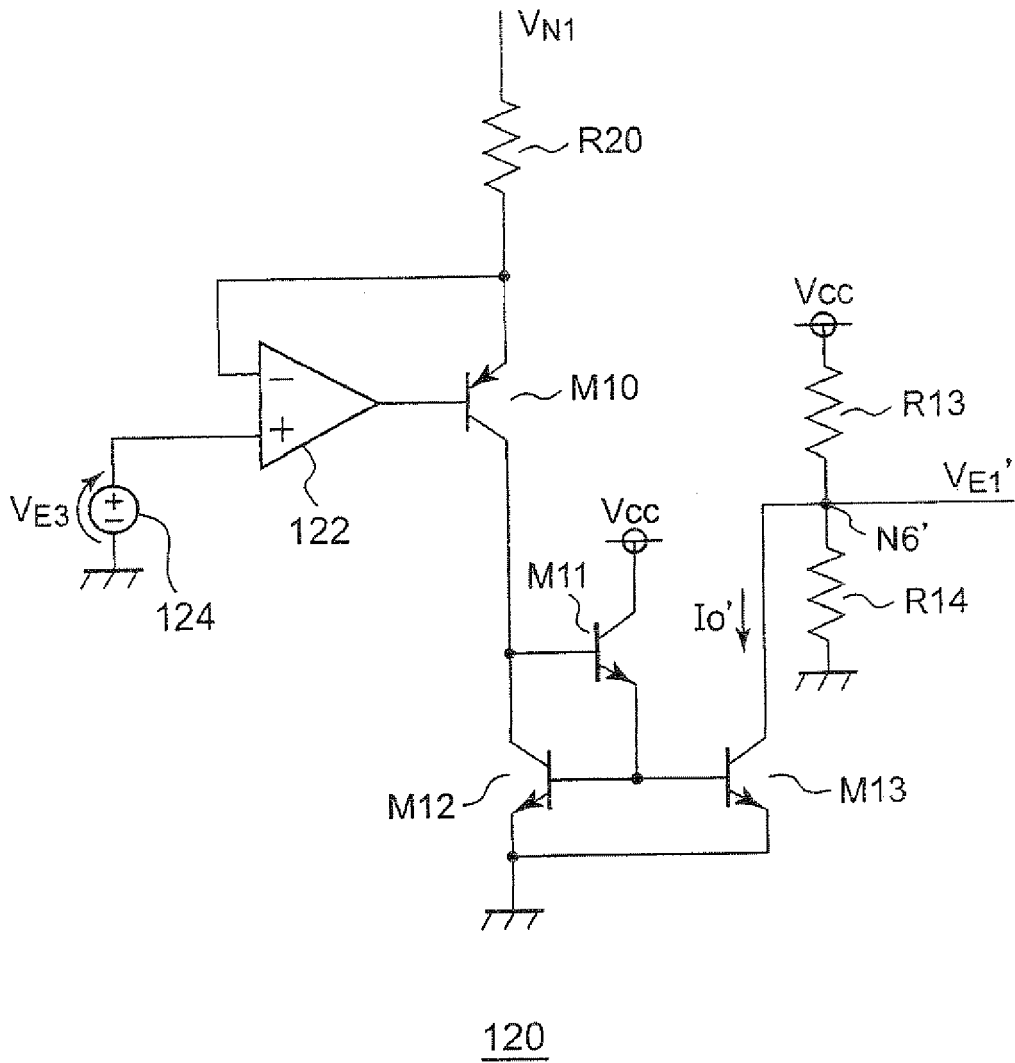 VN1
R20
Vcc
M10
R13
−
+
VE3
+
−
122
VE1'
N6'
Vcc
M11
124
Io'
R14
M12
M13
120